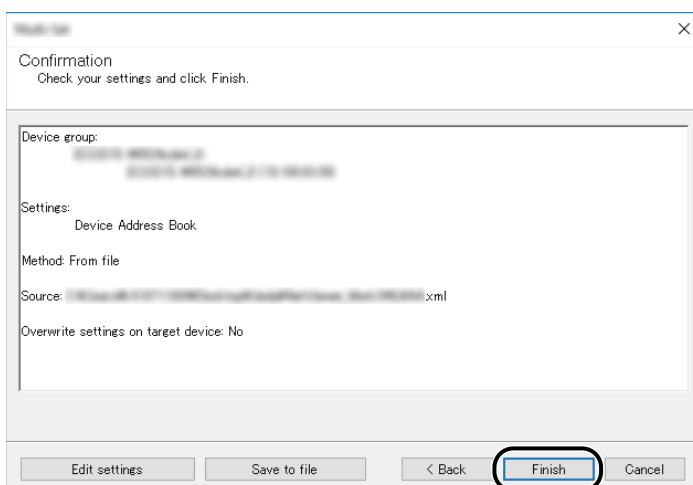 Confirmation
Check your settings and click Finish.
Device group:
Settings:
Device Address Book
Method: From file
Source: .xml
Overwrite settings on target device: No
Edit settings
Save to file
< Back
Finish
Cancel